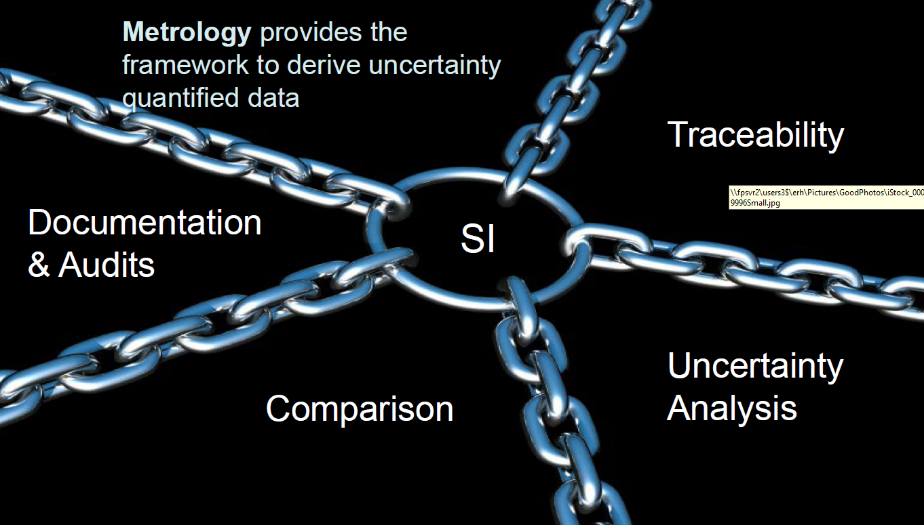 Metrology provides the
framework to derive uncertainty
quantified data
Traceability
\\fpsvr2\users3$\erh\Pictures\GoodPhotos\iStock_000
9996Small.jpg
Documentation
& Audits
SI
Uncertainty
Analysis
Comparison